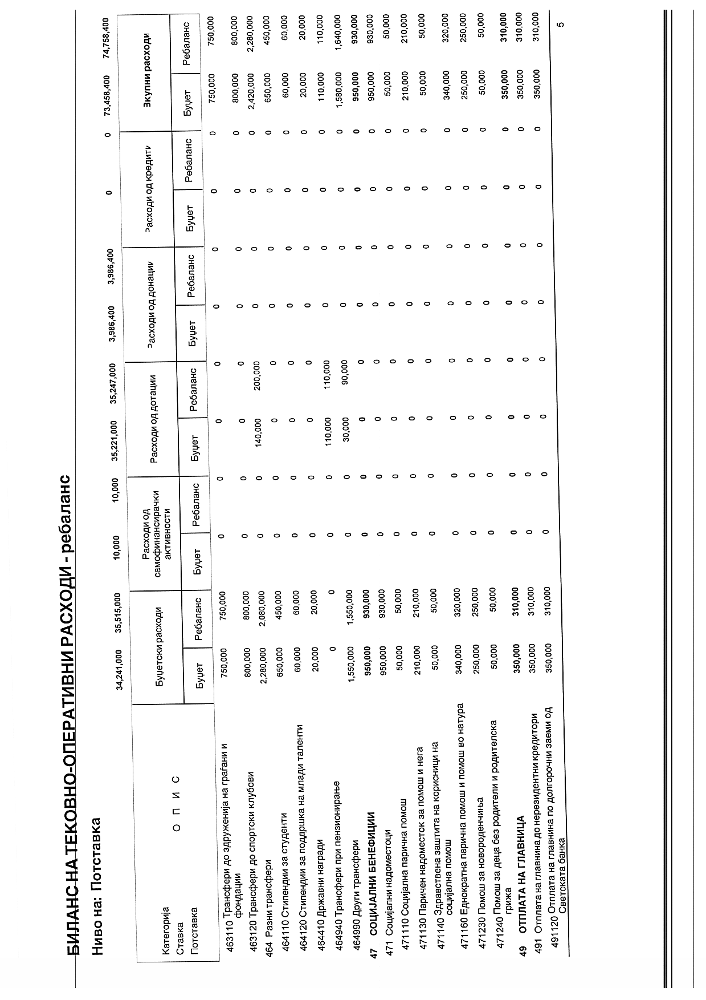 БИЛАНС НА ТЕКОВНО-ОПЕРАТИВНИ РАСХОДИ - ребаланс
Ниво на: Потставка
34,241,000 35,515,000 10,000 10,000 35,221,000 35,247,000 3,986,400 3,986,400 0 0 73,458,400 74,758,400
Категорија
Ставка
Потставка
О П И С
Буџетски расходи
Расходи од
самофинансирачки
активности
Расходи од дотации
Расходи од донации
Расходи од кредити
Вкупни расходи
Буџет Ребаланс Буџет Ребаланс Буџет Ребаланс Буџет Ребаланс Буџет Ребаланс Буџет Ребаланс
463110 Трансфери до здруженија на граѓани и 750,000 750,000 0 0 0 0 0 0 0 0 750,000 750,000
фондации
463120 Трансфери до спортски клубови 800,000 800,000 0 0 0 0 0 0 0 0 800,000 800,000
464 Разни трансфери 2,280,000 2,080,000 0 0 140,000 200,000 0 0 0 0 2,420,000 2,280,000
464110 Стипендии за студенти 650,000 450,000 0 0 0 0 0 0 0 0 650,000 450,000
464120 Стипендии за поддршка на млади таленти 60,000 60,000 0 0 0 0 0 0 0 0 60,000 60,000
464410 Државни награди 20,000 20,000 0 0 0 0 0 0 0 0 20,000 20,000
464940 Трансфери при пензионирање 0 0 0 0 110,000 110,000 0 0 0 0 110,000 110,000
464990 Други трансфери 1,550,000 1,550,000 0 0 30,000 90,000 0 0 0 0 1,580,000 1,640,000
47 СОЦИЈАЛНИ БЕНЕФИЦИИ 950,000 930,000 0 0 0 0 0 0 0 0 950,000 930,000
471 Социјални надоместоци 950,000 930,000 0 0 0 0 0 0 0 0 950,000 930,000
471110 Социјална парична помош 50,000 50,000 0 0 0 0 0 0 0 0 50,000 50,000
471130 Паричен надоместок за помош и нега 210,000 210,000 0 0 0 0 0 0 0 0 210,000 210,000
471140 Здравствена заштита на корисници на 50,000 50,000 0 0 0 0 0 0 0 0 50,000 50,000
социјална помош
471160 Еднократна парична помош и помош во натура 340,000 320,000 0 0 0 0 0 0 0 0 340,000 320,000
471230 Помош за новороденчиња 250,000 250,000 0 0 0 0 0 0 0 0 250,000 250,000
471240 Помош за деца без родители и родителска 50,000 50,000 0 0 0 0 0 0 0 0 50,000 50,000
грижа
49 ОТПЛАТА НА ГЛАВНИЦА 350,000 310,000 0 0 0 0 0 0 0 0 350,000 310,000
491 Отплата на главнина до нерезидентни кредитори 350,000 310,000 0 0 0 0 0 0 0 0 350,000 310,000
491120 Отплата на главнина по долгорочни заеми од 350,000 310,000 0 0 0 0 0 0 0 0 350,000 310,000
Светската банка
5